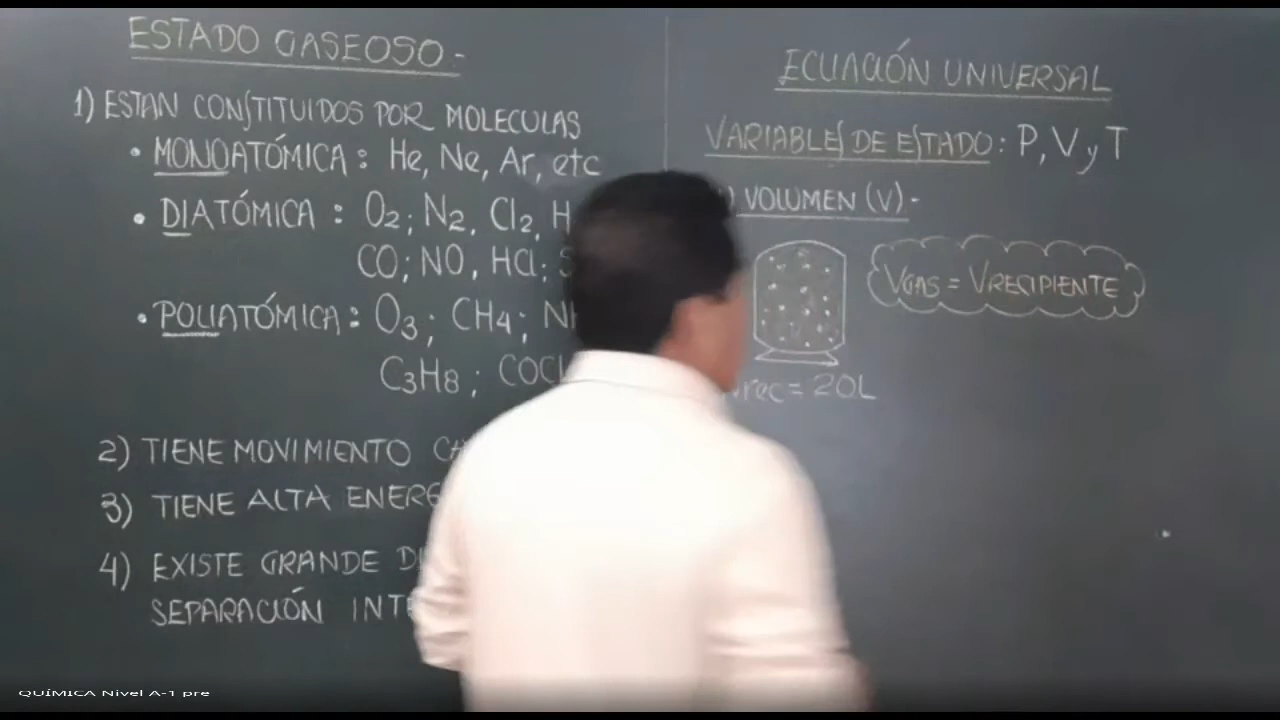 ESTADO GASEOSO.-
1) ESTAN CONSTITUIDOS POR MOLECULAS
• MONOATÓMICA: He, Ne, Ar, etc
• DIATÓMICA: O2; N2, Cl2, H
CO; NO, HCl; S
• POLIATÓMICA: O3; CH4; NH
C3H8; COCl
2) TIENE MOVIMIENTO
3) TIENE ALTA
4) EXISTE GRANDE
SEPARACIÓN
ECUACIÓN UNIVERSAL
VARIABLES DE ESTADO: P, V y T
) VOLUMEN (V).-
VGAS = VRECIPIENTE
Vrec = 20L
QUÍMICA Nivel A-1 pre